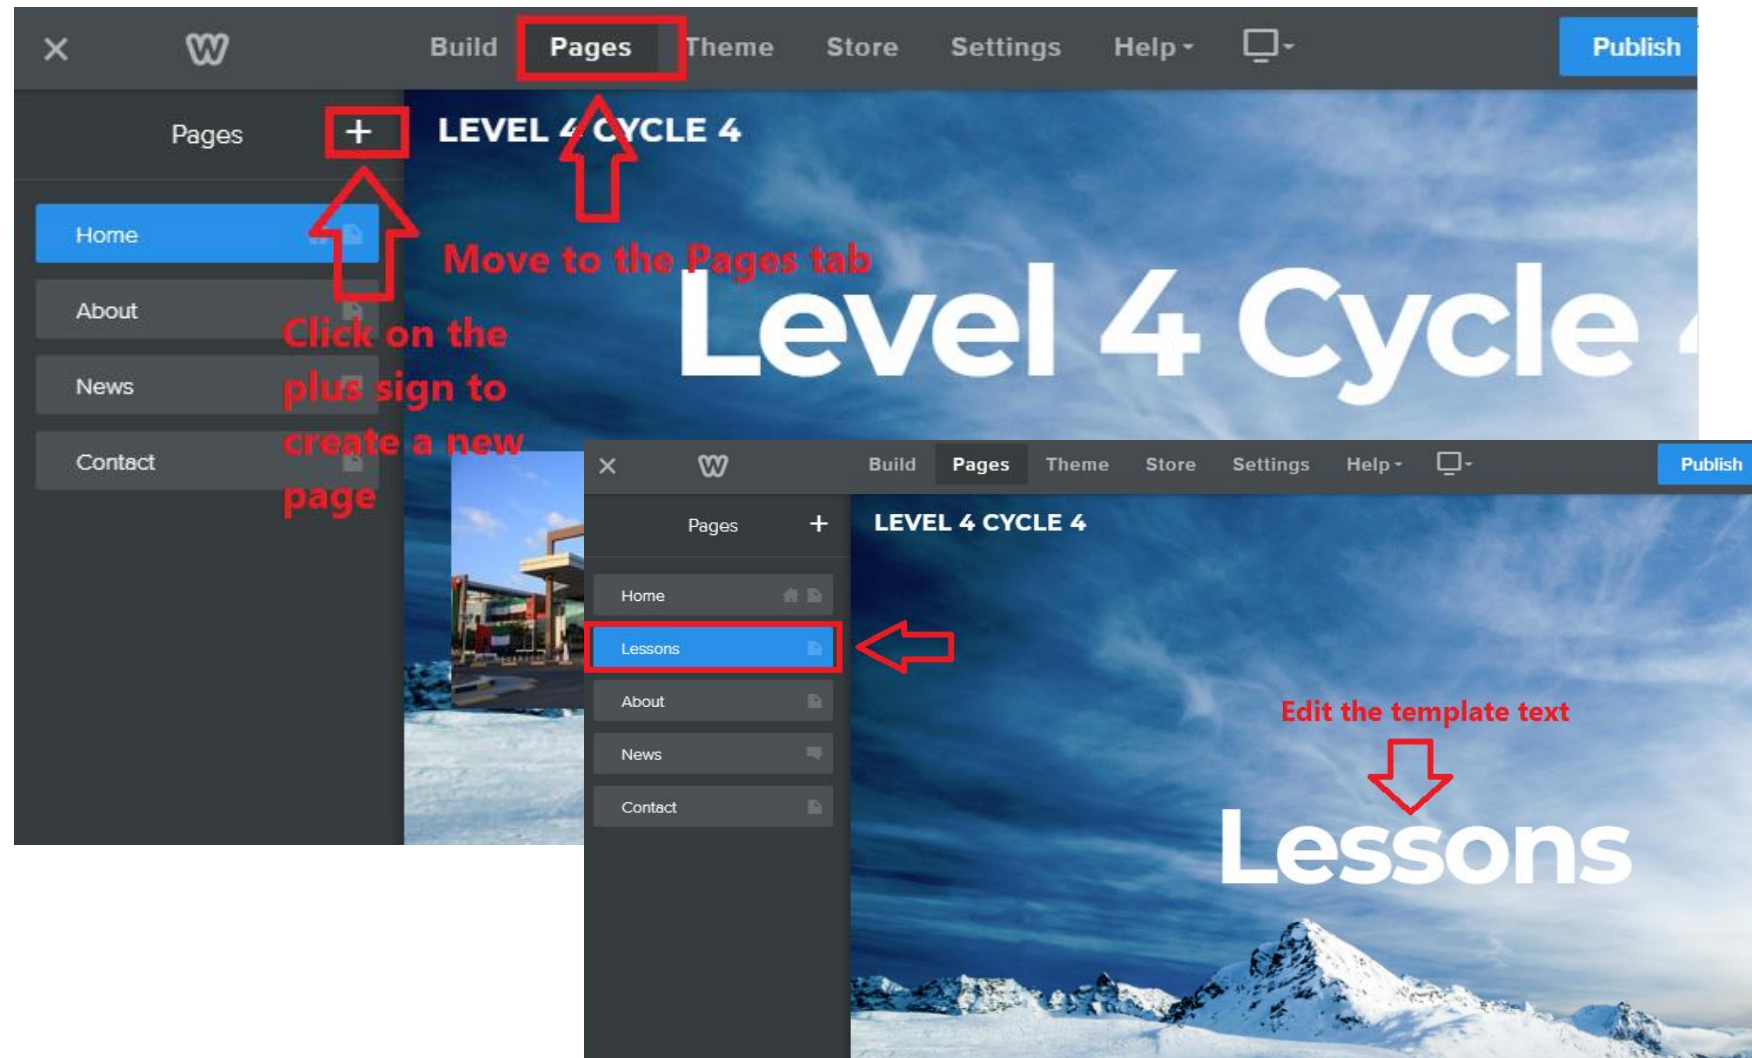 Build Pages Theme Store Settings Help Publish
Pages +
LEVEL 4 CYCLE 4
Home
About
News
Contact
Move to the Pages tab
Click on the
plus sign to
create a new
page
Level 4 Cycle 4
Build Pages Theme Store Settings Help Publish
Pages +
LEVEL 4 CYCLE 4
Home
Lessons
About
News
Contact
Edit the template text
Lessons